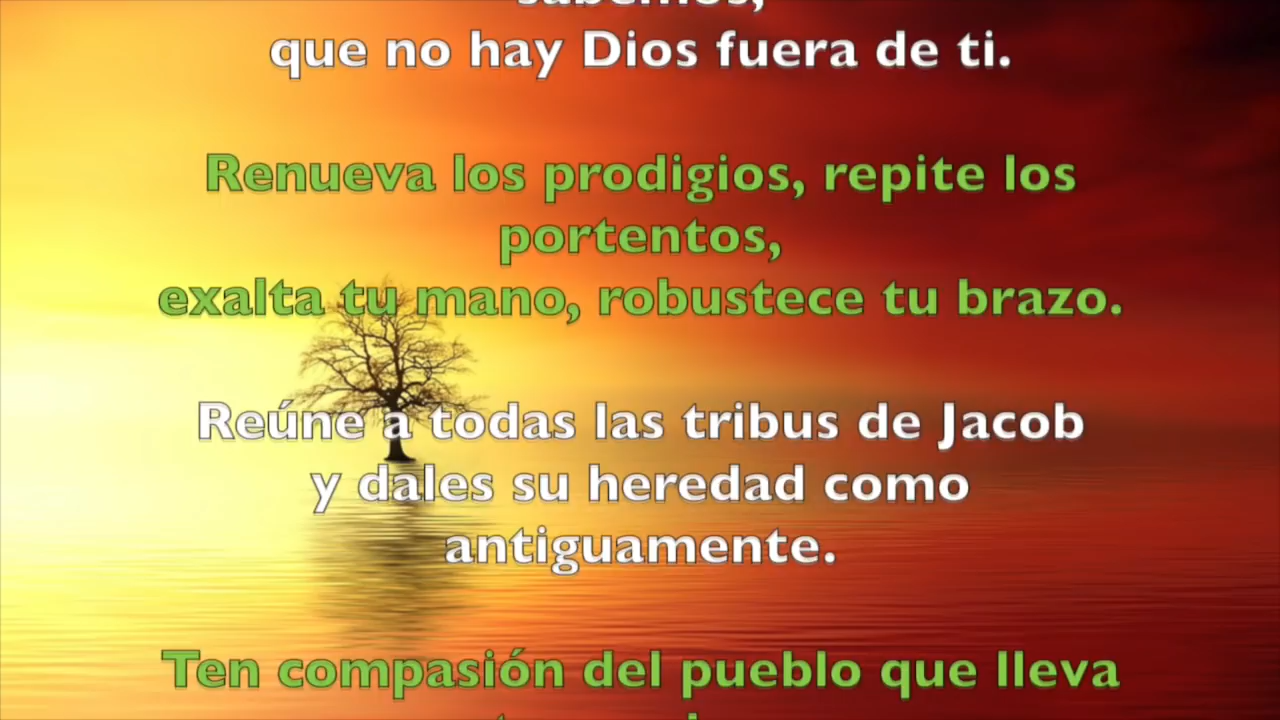 sabemos,
que no hay Dios fuera de ti.
Renueva los prodigios, repite los
portentos,
exalta tu mano, robustece tu brazo.
Reúne a todas las tribus de Jacob
y dales su heredad como
antiguamente.
Ten compasión del pueblo que lleva